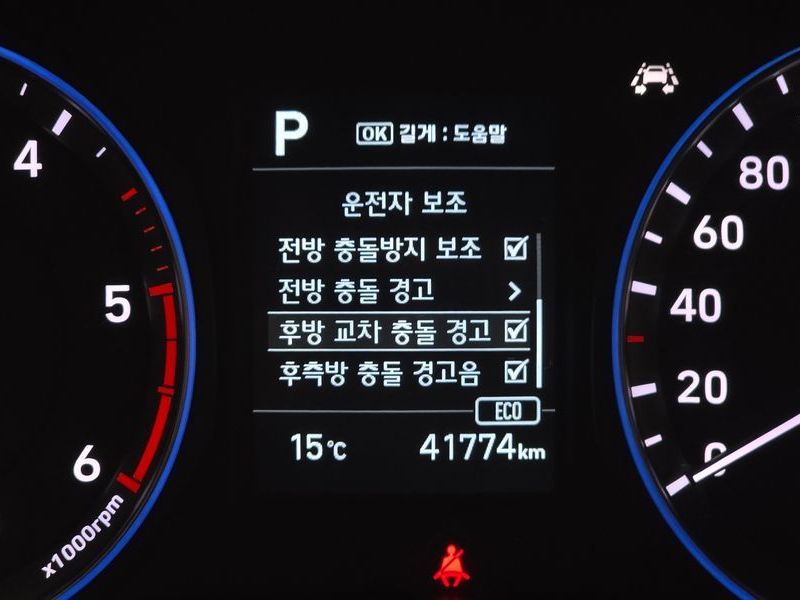 P
OK 길게 : 도움말
운전자 보조
전방 충돌방지 보조
전방 충돌 경고
후방 교차 충돌 경고
후측방 충돌 경고음
ECO
15°C 41774km
4
5
6
x1000rpm
80
60
40
20
0